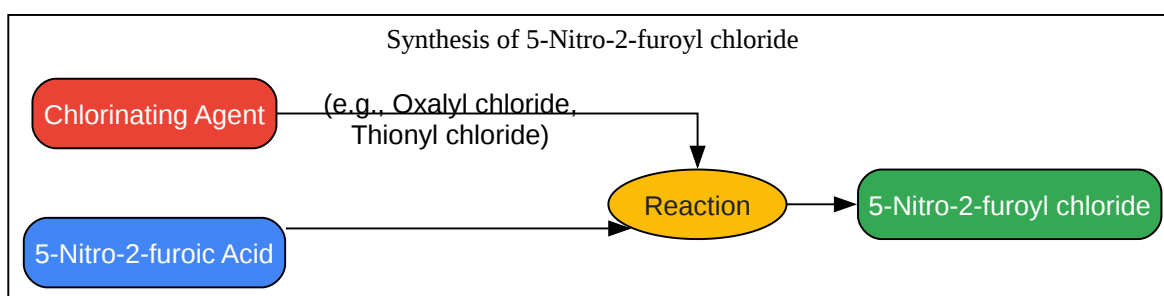 Synthesis of 5-Nitro-2-furoyl chloride
Chlorinating Agent
(e.g., Oxalyl chloride,
Thionyl chloride)
Reaction
5-Nitro-2-furoyl chloride
5-Nitro-2-furoic Acid